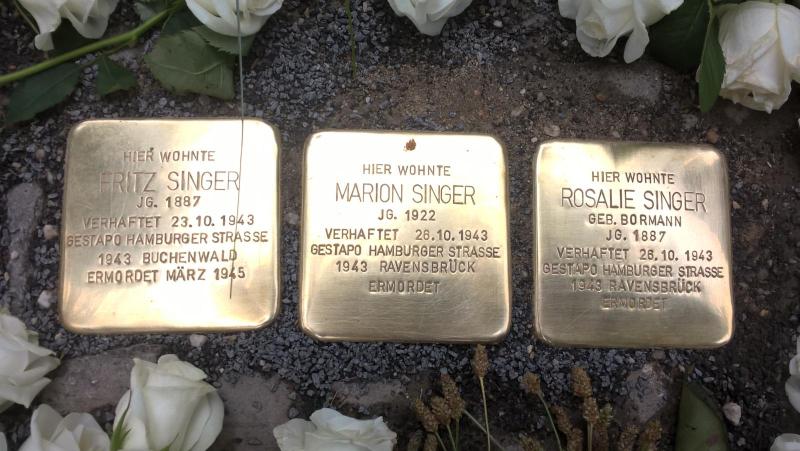 HIER WOHNTE
FRITZ SINGER
JG. 1887
VERHAFTET 23.10.1943
GESTAPO HAMBURGER STRASSE
1943 BUCHENWALD
ERMORDET MÄRZ 1945
HIER WOHNTE
MARION SINGER
JG. 1922
VERHAFTET 26.10.1943
GESTAPO HAMBURGER STRASSE
1943 RAVENSBRÜCK
ERMORDET
HIER WOHNTE
ROSALIE SINGER
GEB. BORMANN
JG. 1887
VERHAFTET 26.10.1943
GESTAPO HAMBURGER STRASSE
1943 RAVENSBRÜCK
ERMORDET